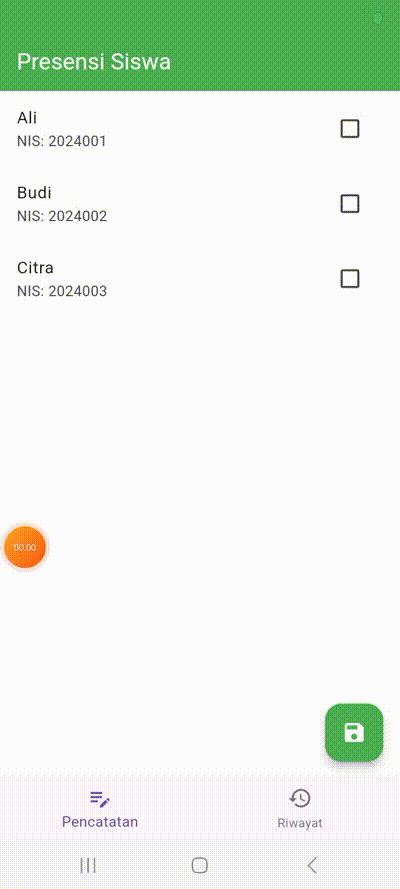 Presensi Siswa
Ali
NIS: 2024001
Budi
NIS: 2024002
Citra
NIS: 2024003
00:00
Pencatatan
Riwayat